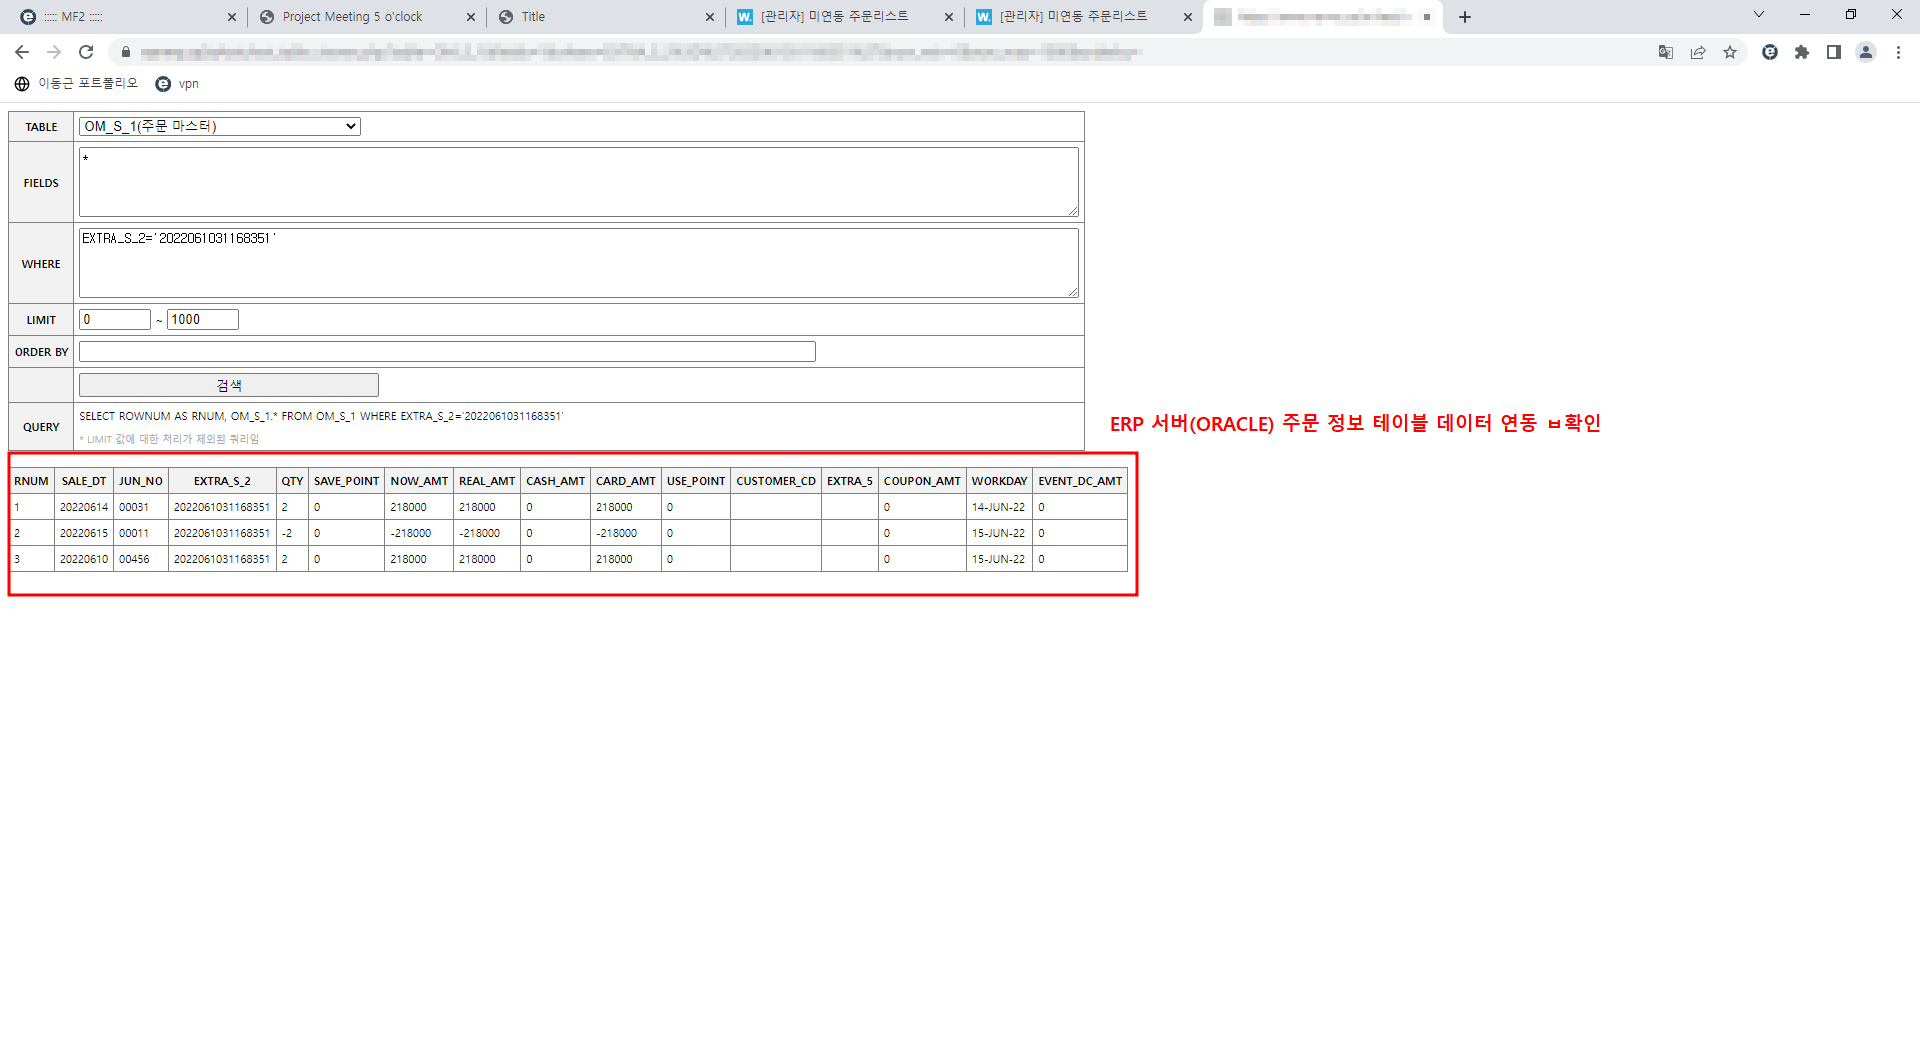 ::::: MF2 :::::
Project Meeting 5 o'clock
Title
W. [관리자] 미연동 주문리스트
W. [관리자] 미연동 주문리스트
이동근 포트폴리오
vpn
TABLE OM_S_1(주문 마스터)
FIELDS *
WHERE EXTRA_S_2='2022061031168351'
LIMIT 0 ~ 1000
ORDER BY
검색
QUERY SELECT ROWNUM AS RNUM, OM_S_1.* FROM OM_S_1 WHERE EXTRA_S_2='2022061031168351'
* LIMIT 값에 대한 처리가 제외된 쿼리임
ERP 서버(ORACLE) 주문 정보 테이블 데이터 연동 ㅂ확인
RNUM SALE_DT JUN_NO EXTRA_S_2 QTY SAVE_POINT NOW_AMT REAL_AMT CASH_AMT CARD_AMT USE_POINT CUSTOMER_CD EXTRA_5 COUPON_AMT WORKDAY EVENT_DC_AMT
1 20220614 00031 2022061031168351 2 0 218000 218000 0 218000 0 0 14-JUN-22 0
2 20220615 00011 2022061031168351 -2 0 -218000 -218000 0 -218000 0 0 15-JUN-22 0
3 20220610 00456 2022061031168351 2 0 218000 218000 0 218000 0 0 15-JUN-22 0